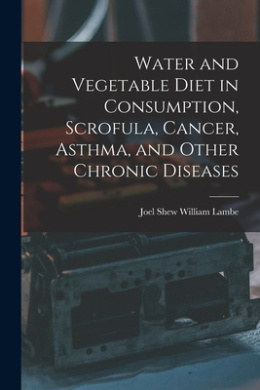 Water and
Vegetable Diet in
Consumption,
Scrofula, Cancer,
Asthma, and Other
Chronic Diseases
Joel Shew William Lambe